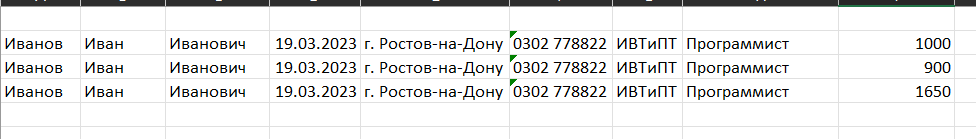 Иванов Иван Иванович 19.03.2023 г. Ростов-на-Дону 0302 778822 ИВТиПТ Программист 1000
Иванов Иван Иванович 19.03.2023 г. Ростов-на-Дону 0302 778822 ИВТиПТ Программист 900
Иванов Иван Иванович 19.03.2023 г. Ростов-на-Дону 0302 778822 ИВТиПТ Программист 1650